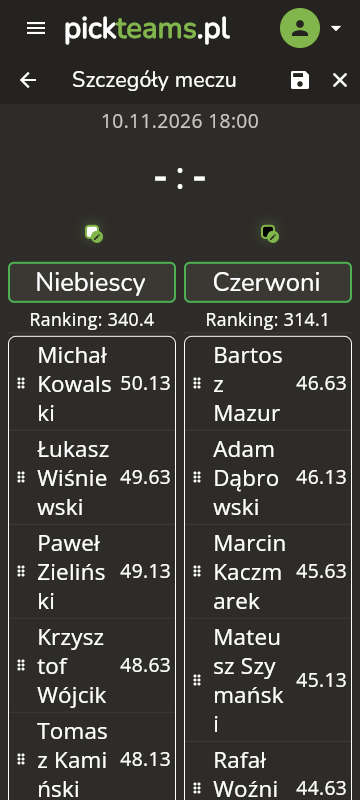 pickteams.pl
Szczegóły meczu
10.11.2026 18:00
- : -
Niebiescy
Ranking: 340.4
Michał
Kowals
ki
50.13
Łukasz
Wiśnie
wski
49.63
Paweł
Zielińs
ki
49.13
Krzysz
tof
Wójcik
48.63
Tomas
z Kami
ński
48.13
Czerwoni
Ranking: 314.1
Bartos
z
Mazur
46.63
Adam
Dąbro
wski
46.13
Marcin
Kaczm
arek
45.63
Mateu
sz Szy
mańsk
i
45.13
Rafał
Woźni
44.63